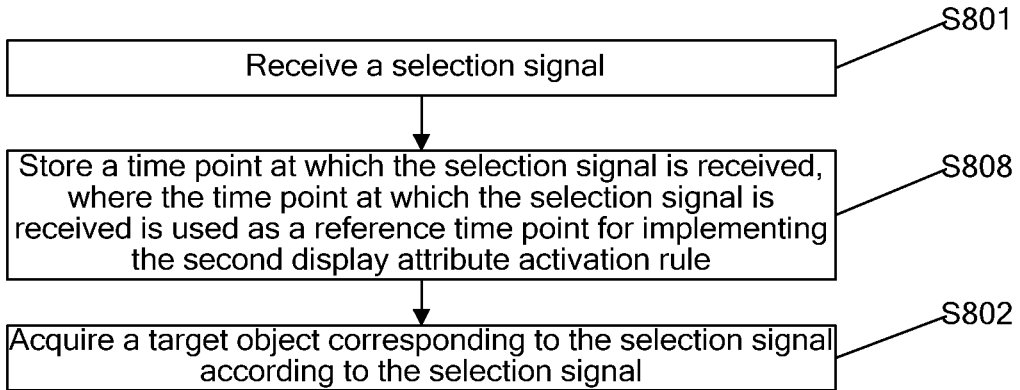 S801
Receive a selection signal
S808
Store a time point at which the selection signal is received,
where the time point at which the selection signal is
received is used as a reference time point for implementing
the second display attribute activation rule
S802
Acquire a target object corresponding to the selection signal
according to the selection signal